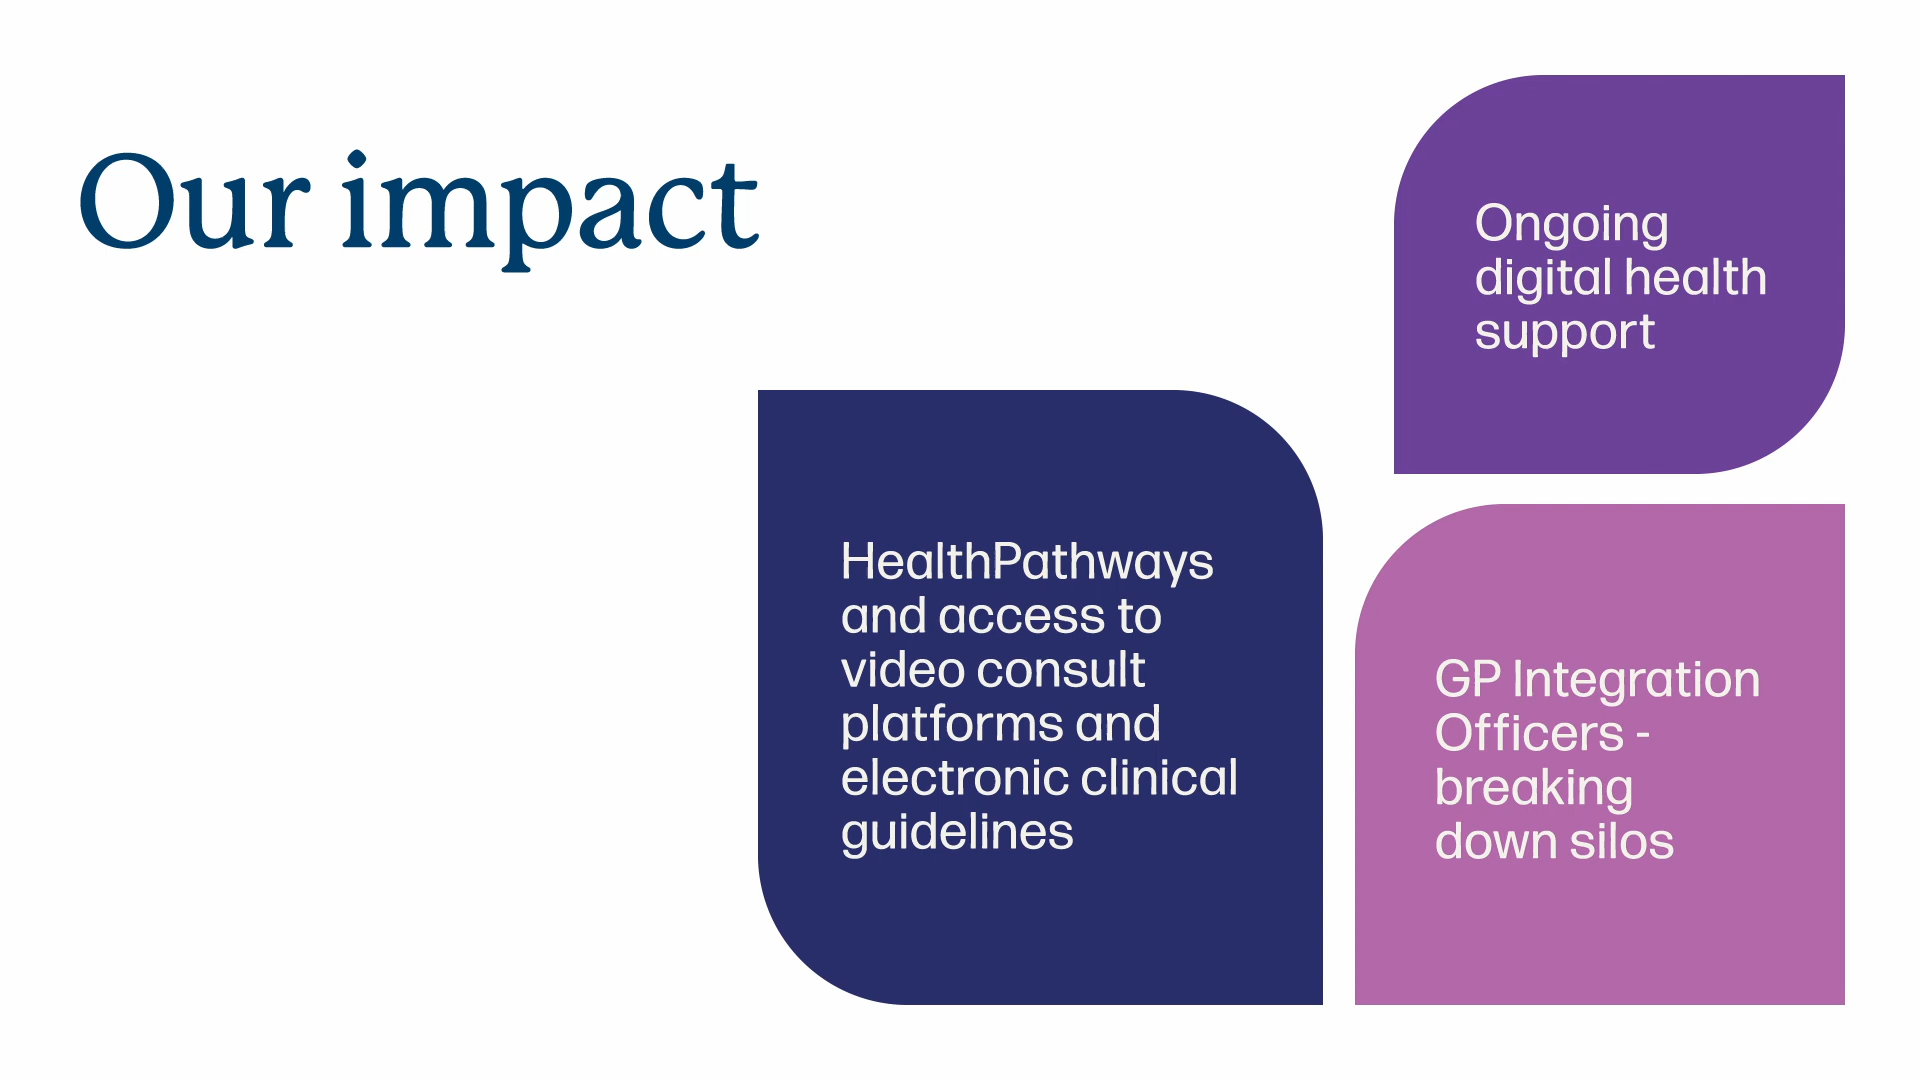 Our impact
Ongoing
digital health
support
HealthPathways
and access to
video consult
platforms and
electronic clinical
guidelines
GP Integration
Officers -
breaking
down silos